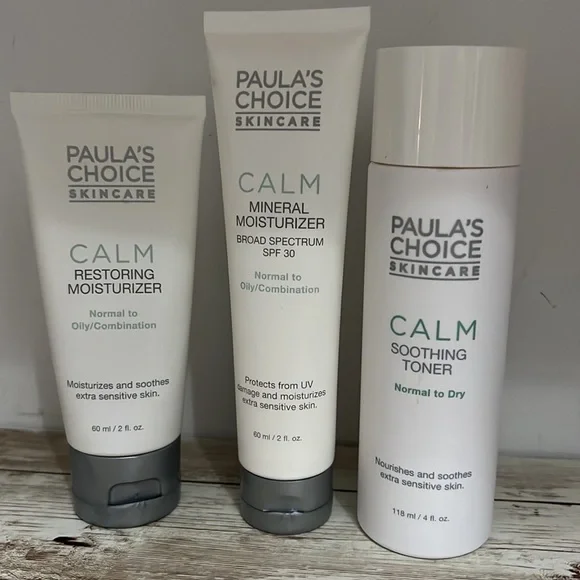 PAULA'S
CHOICE
SKINCARE
CALM
RESTORING
MOISTURIZER
Normal to
Oily/Combination
Moisturizes and soothes
extra sensitive skin.
60 ml / 2 fl. oz.
PAULA'S
CHOICE
SKINCARE
CALM
MINERAL
MOISTURIZER
BROAD SPECTRUM
SPF 30
Normal to
Oily/Combination
Protects from UV
damage and moisturizes
extra sensitive skin.
60 ml / 2 fl. oz.
PAULA'S
CHOICE
SKINCARE
CALM
SOOTHING
TONER
Normal to Dry
Nourishes and soothes
extra sensitive skin.
118 ml / 4 fl. oz.